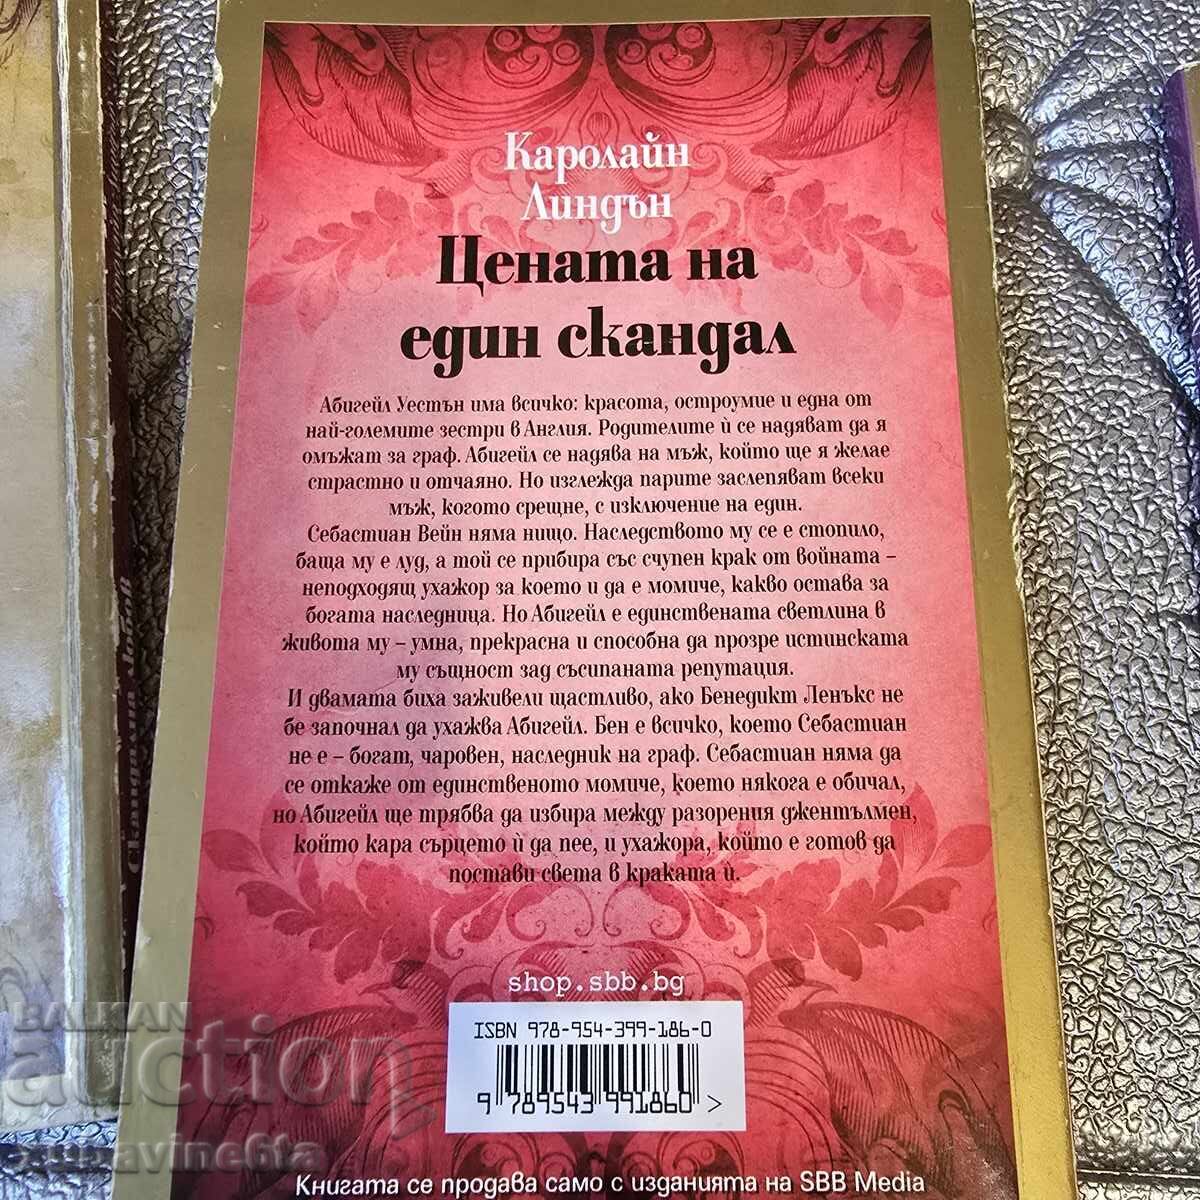 Каролайн
Линдън
Цената на
един скандал
Абигейл Уестън има всичко: красота, остроумие и една от
най-големите зестри в Англия. Родителите ѝ се надяват да я
омъжат за граф. Абигейл се надява на мъж, който ще я желае
страстно и отчаяно. Но изглежда парите заслепяват всеки
мъж, когото срещне, с изключение на един.
Себастиан Вейн няма нищо. Наследството му се е стопило,
баща му е луд, а той се прибира със счупен крак от войната –
неподходящ ухажор за което и да е момиче, какво остава за
богата наследница. Но Абигейл е единствената светлина в
живота му – умна, прекрасна и способна да прозре истинската
му същност зад съсипаната репутация.
И двамата биха заживели щастливо, ако Бенедикт Ленъкс не
бе започнал да ухажва Абигейл. Бен е всичко, което Себастиан
не е – богат, чаровен, наследник на граф. Себастиан няма да
се откаже от единственото момиче, което някога е обичал,
но Абигейл ще трябва да избира между разорения джентълмен,
който кара сърцето ѝ да пее, и ухажора, който е готов да
постави света в краката ѝ.
shop.sbb.bg
ISBN 978-954-399-186-0
9 789543 991860 >
Книгата се продава само с изданията на SBB Media
Скандална любов
BALKAN
auction
xupavine6ta